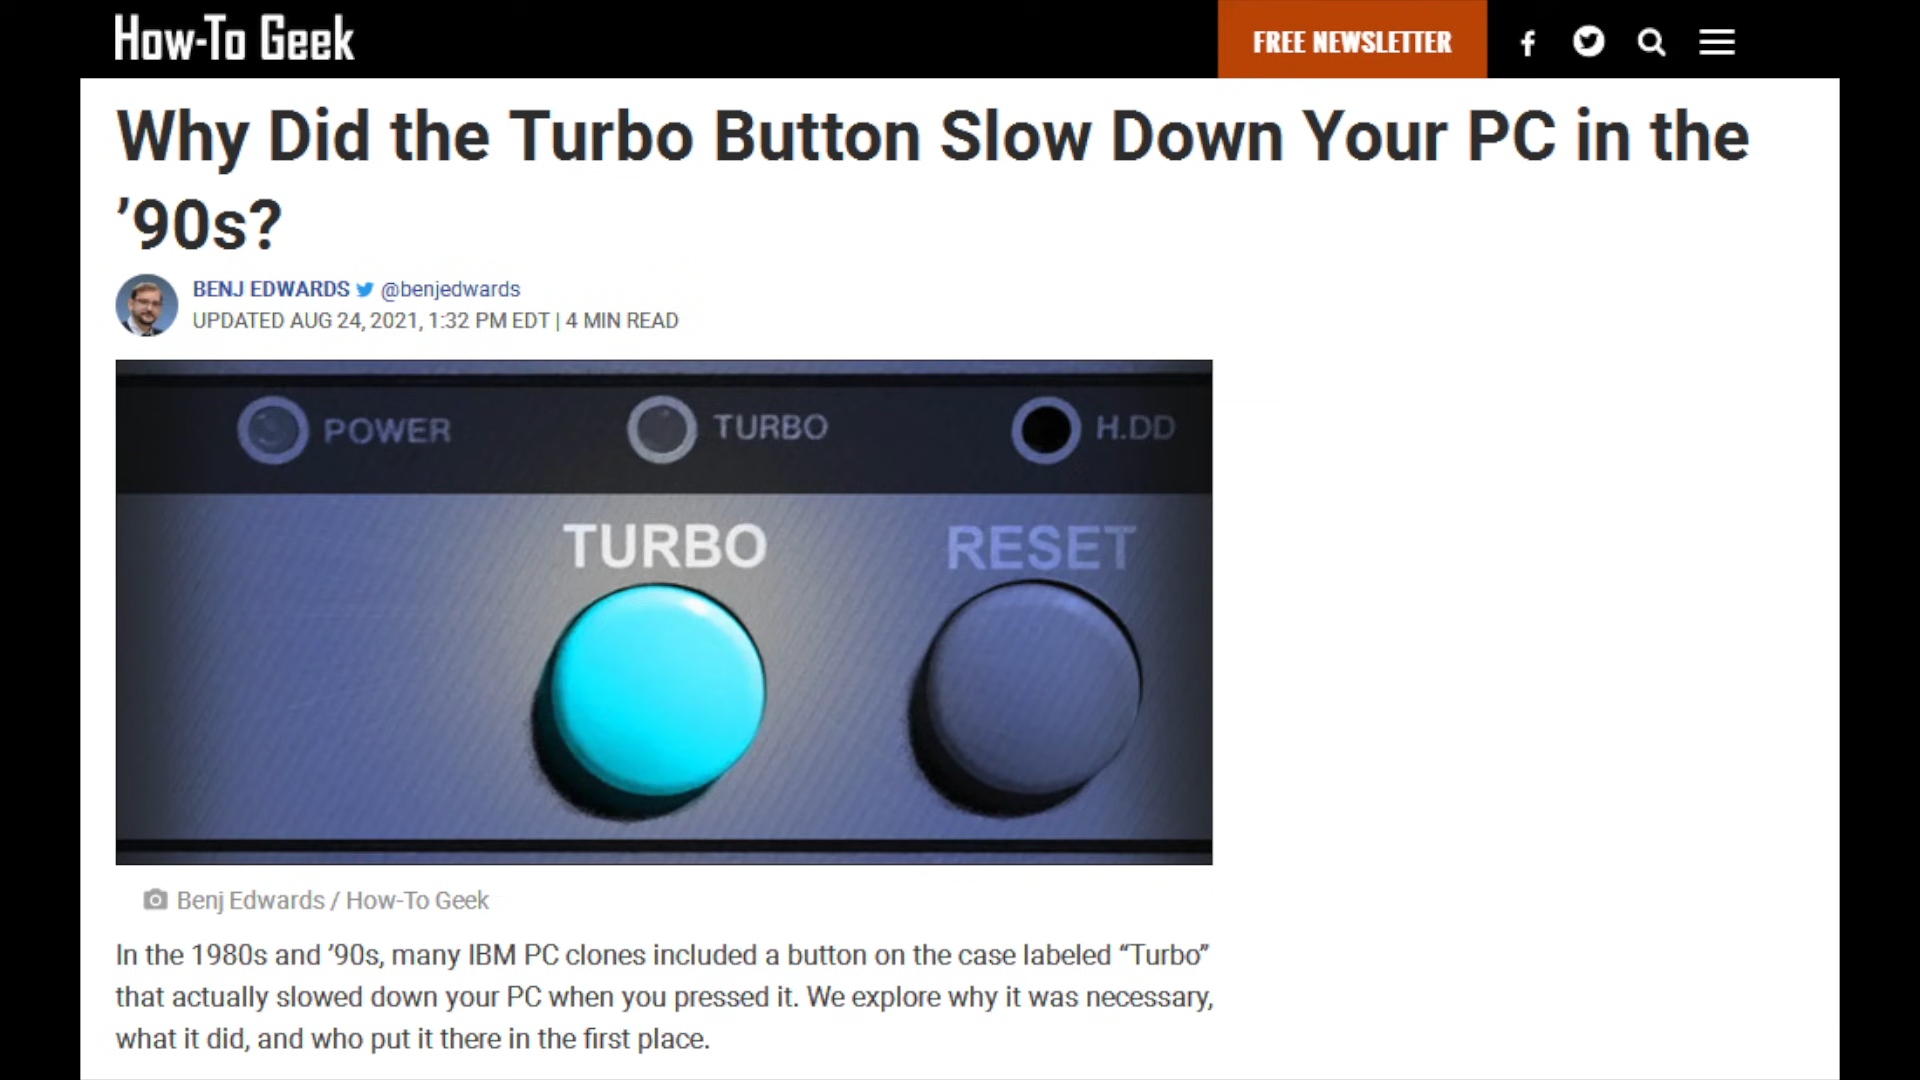 How-To Geek
FREE NEWSLETTER
Why Did the Turbo Button Slow Down Your PC in the
’90s?
BENJ EDWARDS @benjedwards
UPDATED AUG 24, 2021, 1:32 PM EDT | 4 MIN READ
POWER TURBO H.DD
TURBO RESET
Benj Edwards / How-To Geek
In the 1980s and ’90s, many IBM PC clones included a button on the case labeled “Turbo”
that actually slowed down your PC when you pressed it. We explore why it was necessary,
what it did, and who put it there in the first place.